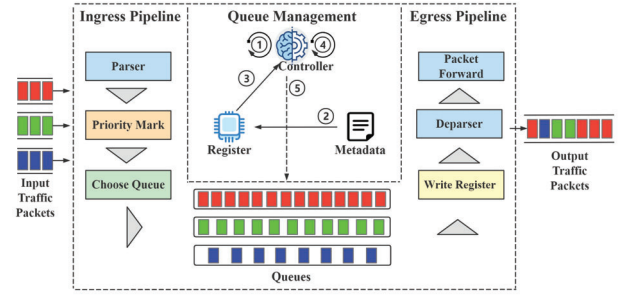 Ingress Pipeline
Queue Management
Egress Pipeline
Parser
Priority Mark
Choose Queue
Input
Traffic
Packets
1
4
Controller
3
5
2
Register
Metadata
Queues
Packet
Forward
Deparser
Write Register
Output
Traffic
Packets